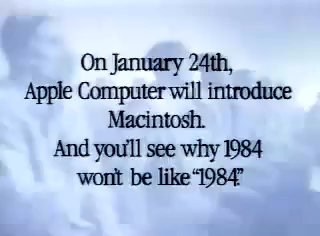 On January 24th,
Apple Computer will introduce
Macintosh.
And you'll see why 1984
won't be like "1984."